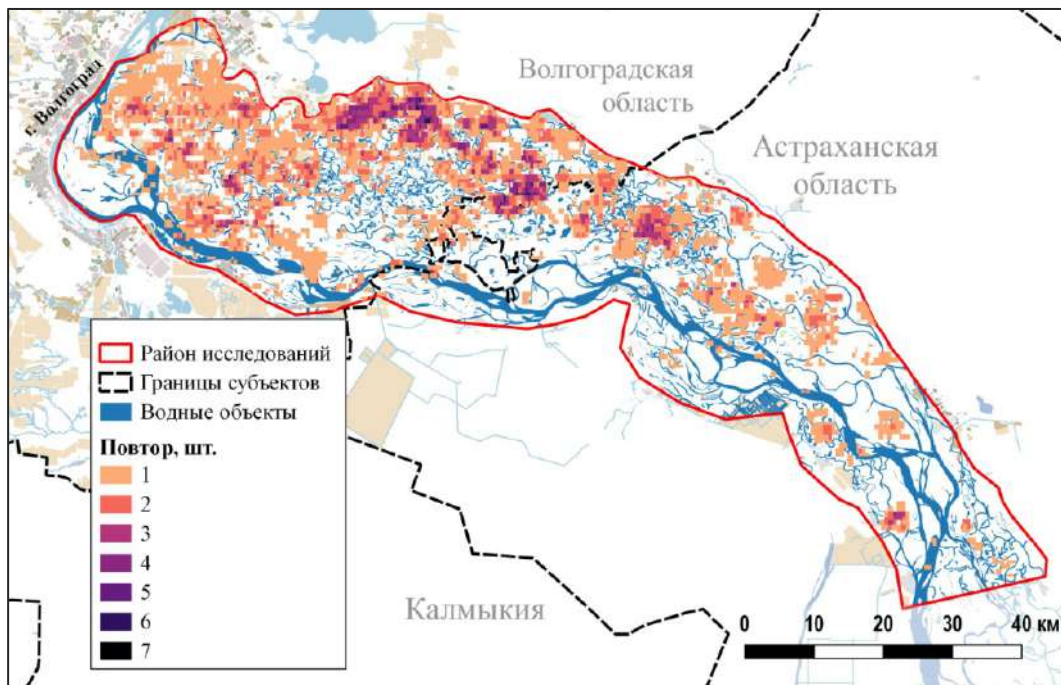 г. Волгоград
Волгоградская
область
Астраханская
область
Район исследований
Границы субъектов
Водные объекты
Повтор, шт.
1
2
3
4
5
6
7
Калмыкия
0 10 20 30 40 км